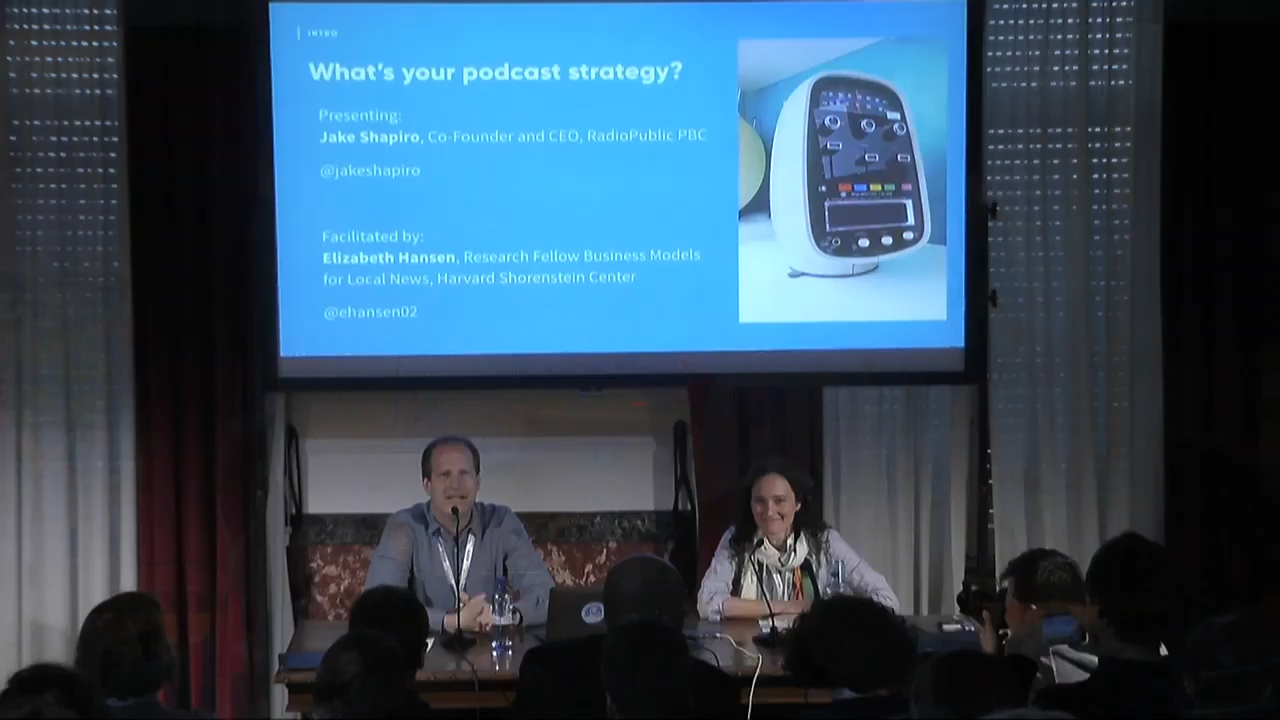 INTRO
What's your podcast strategy?
Presenting:
Jake Shapiro, Co-Founder and CEO, RadioPublic PBC
@jakeshapiro
Facilitated by:
Elizabeth Hansen, Research Fellow Business Models
for Local News, Harvard Shorenstein Center
@ehansen02